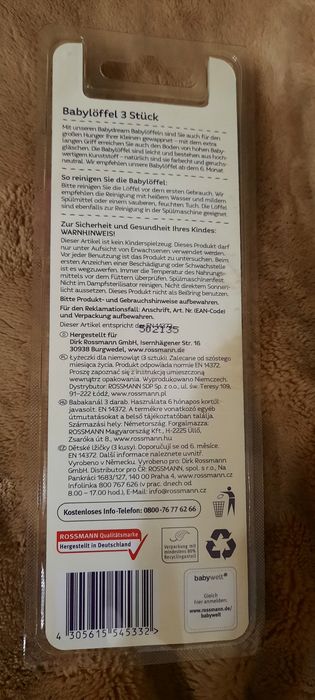 Babylöffel 3 Stück
Mit unseren Babydream Babylöffeln sind Sie auch für den
großen Hunger Ihrer Kleinen gewappnet – mit dem extra
langen Griff erreichen Sie auch den Boden von hohen Baby-
gläschen. Die Babylöffel sind leicht und bestehen aus hoch-
wertigem Kunststoff – natürlich sind sie farbecht und geruchs-
neutral. Wir empfehlen unsere Babylöffel ab dem 6. Monat
So reinigen Sie die Babylöffel:
Bitte reinigen Sie die Löffel vor dem ersten Gebrauch. Wir
empfehlen die Reinigung mit heißem Wasser und mildem
Spülmittel oder einem sauberen, feuchten Tuch. Die Löffel
sind ebenfalls zur Reinigung in der Spülmaschine geeignet
Zur Sicherheit und Gesundheit Ihres Kindes:
WARNHINWEIS!
Dieser Artikel ist kein Kinderspielzeug. Dieses Produkt darf
nur unter Aufsicht von Erwachsenen verwendet werden.
Vor jeder Benutzung ist das Produkt zu untersuchen. Beim
ersten Anzeichen einer Beschädigung oder Schwachstelle
ist es wegzuwerfen. Immer die Temperatur des Nahrungs-
mittels vor dem Füttern überprüfen. Spülmaschinenfest.
Nicht im Dampfsterilisator reinigen. Nicht direktem Sonnen-
licht aussetzen. Dieses Produkt nicht als Beißring benutzen.
Bitte Produkt- und Gebrauchshinweise aufbewahren.
Für den Reklamationsfall: Anschrift, Art. Nr. (EAN-Code)
und Verpackung aufbewahren.
Dieser Artikel entspricht der EN 14372.
502135
Hergestellt für
Dirk Rossmann GmbH, Isernhägener Str. 16
30938 Burgwedel, www.rossmann.de
Łyżeczki dla niemowląt (3 sztuki). Zalecane od szóstego
miesiąca życia. Produkt odpowiada normie EN 14372.
Proszę zapoznać się z instrukcją umieszczoną
wewnątrz opakowania. Wyprodukowano w Niemczech.
Dystrybutor: ROSSMANN SDP Sp. z o.o., ul. św. Teresy 109,
91-222 Łódź, www.rossmann.pl
Babakanál 3 darab. Használata 6 hónapos kortól
javasolt. EN 14372. A termékre vonatkozó egyéb
útmutatásokat a belső tájékoztatóban találja.
Származási hely: Németország. Forgalmazza:
ROSSMANN Magyarország Kft., H-2225 Üllő,
Zsaróka út 8., www.rossmann.hu
Dětské lžičky (3 kusy). Doporučují se od 6. měsíce.
EN 14372. Další informace naleznete uvnitř.
Vyrobeno v Německu. Vyrobeno pro: Dirk Rossmann
GmbH. Distributor pro ČR: ROSSMANN, spol. s r.o., Na
Pankráci 1683/127, 140 00 Praha 4, www.rossmann.cz
Infolinka 800 767 626 (v prac. dnech od
8.00 – 17.00 hod.), E-Mail: info@rossmann.cz
Kostenloses Info-Telefon: 0800-76 77 62 66
ROSSMANN Qualitätsmarke
Hergestellt in Deutschland
Verpackung mit
mindestens 80%
Recyclinganteil
babywelt
Gleich
hier anmelden.
www.rossmann.de/
babywelt
4 305615 545332 >